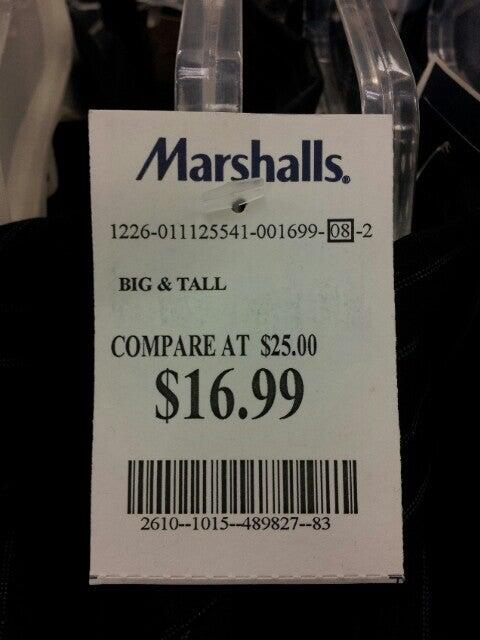 Marshalls®
1226-011125541-001699-08-2
BIG & TALL
COMPARE AT $25.00
$16.99
2610--1015--489827--83